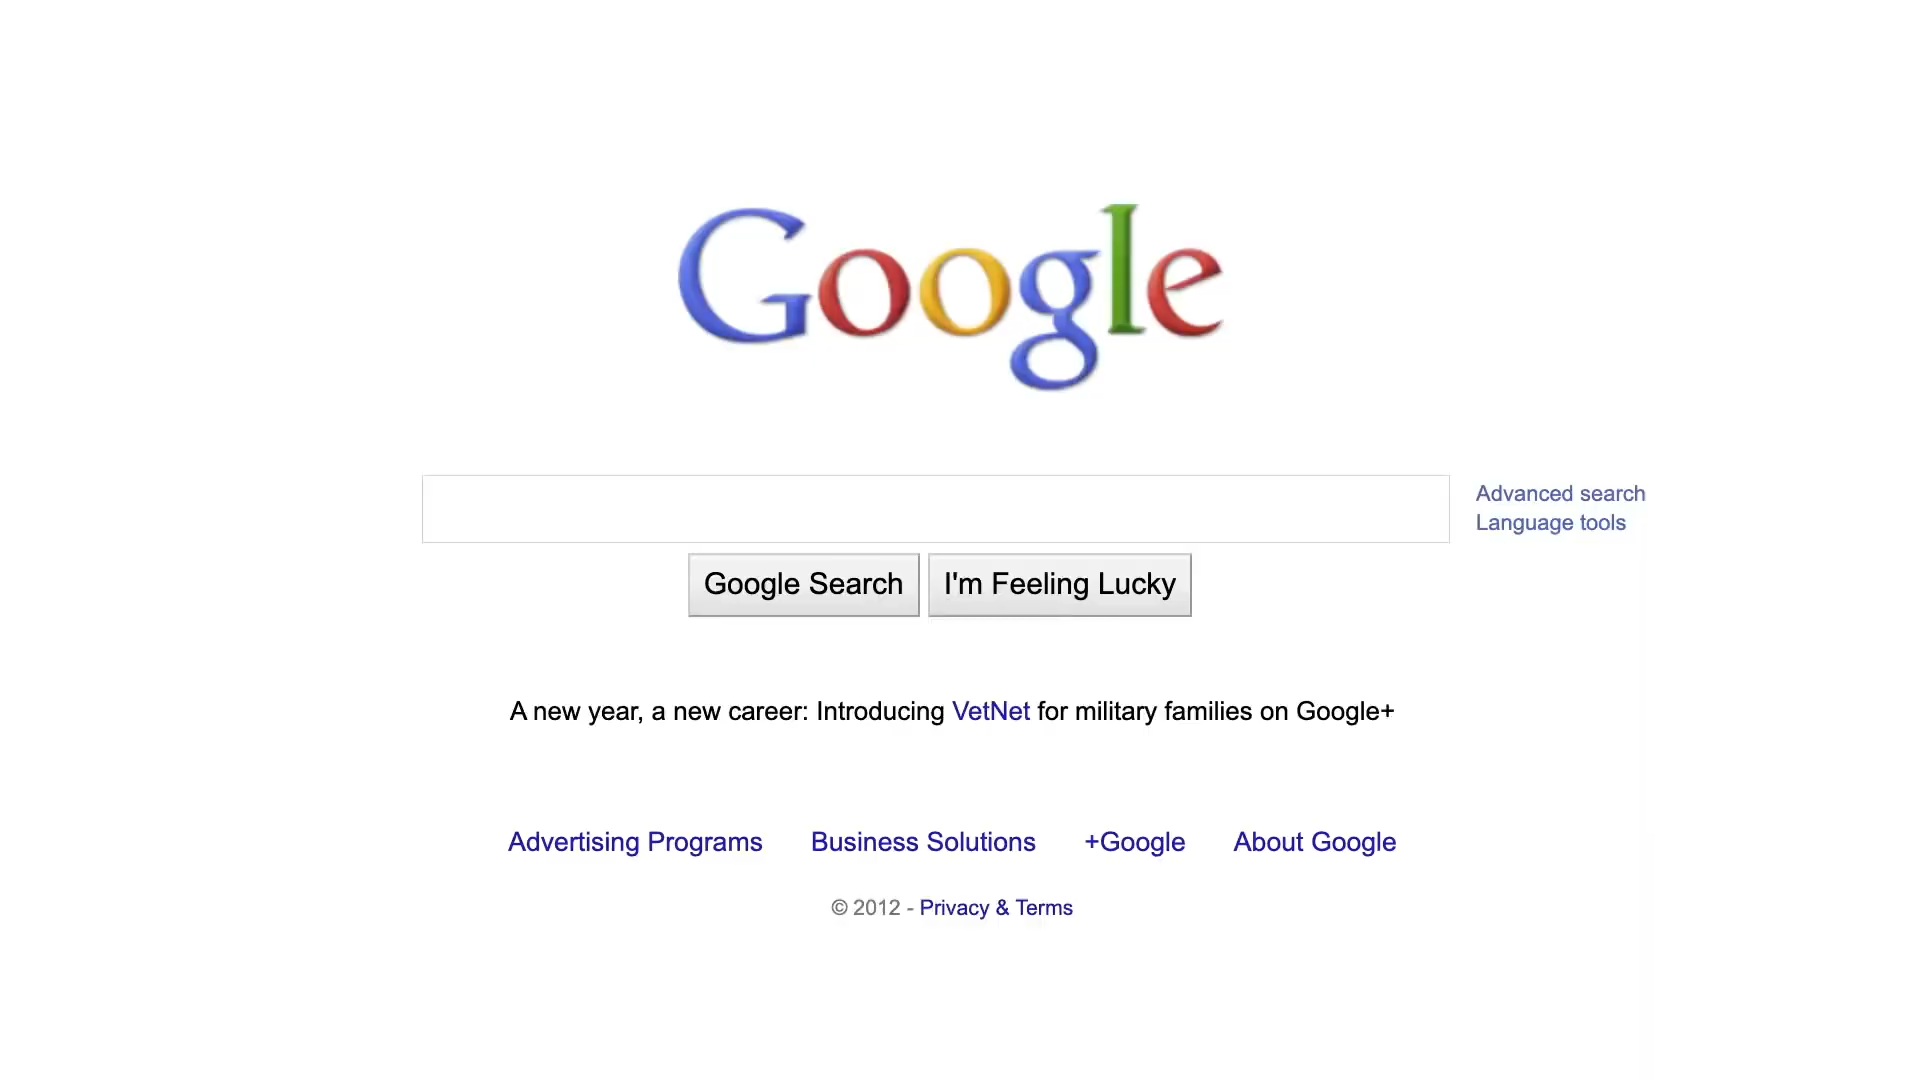 Google
Advanced search
Language tools
Google Search I'm Feeling Lucky
A new year, a new career: Introducing VetNet for military families on Google+
Advertising Programs Business Solutions +Google About Google
© 2012 - Privacy & Terms